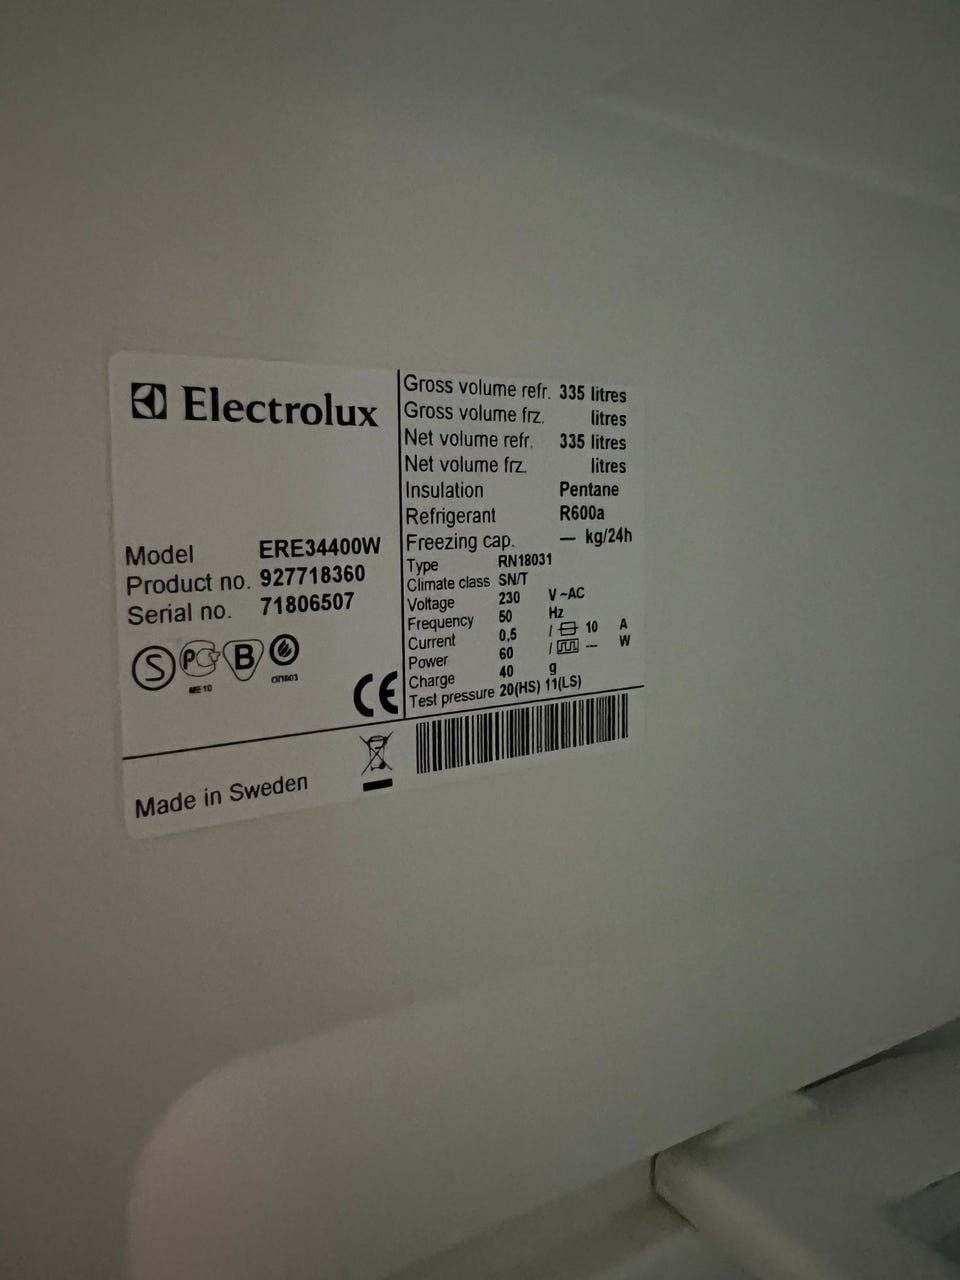 Electrolux
Model ERE34400W
Product no. 927718360
Serial no. 71806507
S P B
ME10
CE
Made in Sweden
Gross volume refr. 335 litres
Gross volume frz. litres
Net volume refr. 335 litres
Net volume frz. litres
Insulation Pentane
Refrigerant R600a
Freezing cap. — kg/24h
Type RN18031
Climate class SN/T
Voltage 230 V ~AC
Frequency 50 Hz
Current 0,5 / 10 A
Power 60 / — W
Charge 40 g
Test pressure 20(HS) 11(LS)